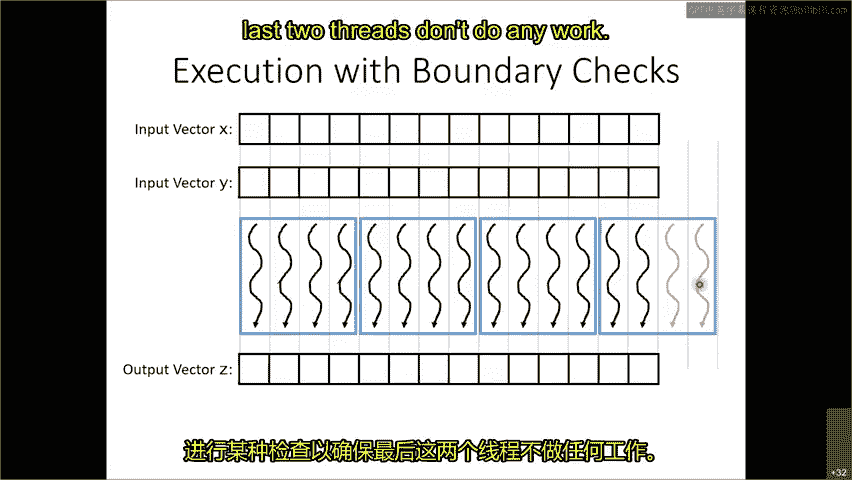 last two threads don't do any work.
Execution with Boundary Checks
Input Vector x:
Input Vector y:
Output Vector z:
进行某种检查以确保最后这两个线程不做任何工作。
+32